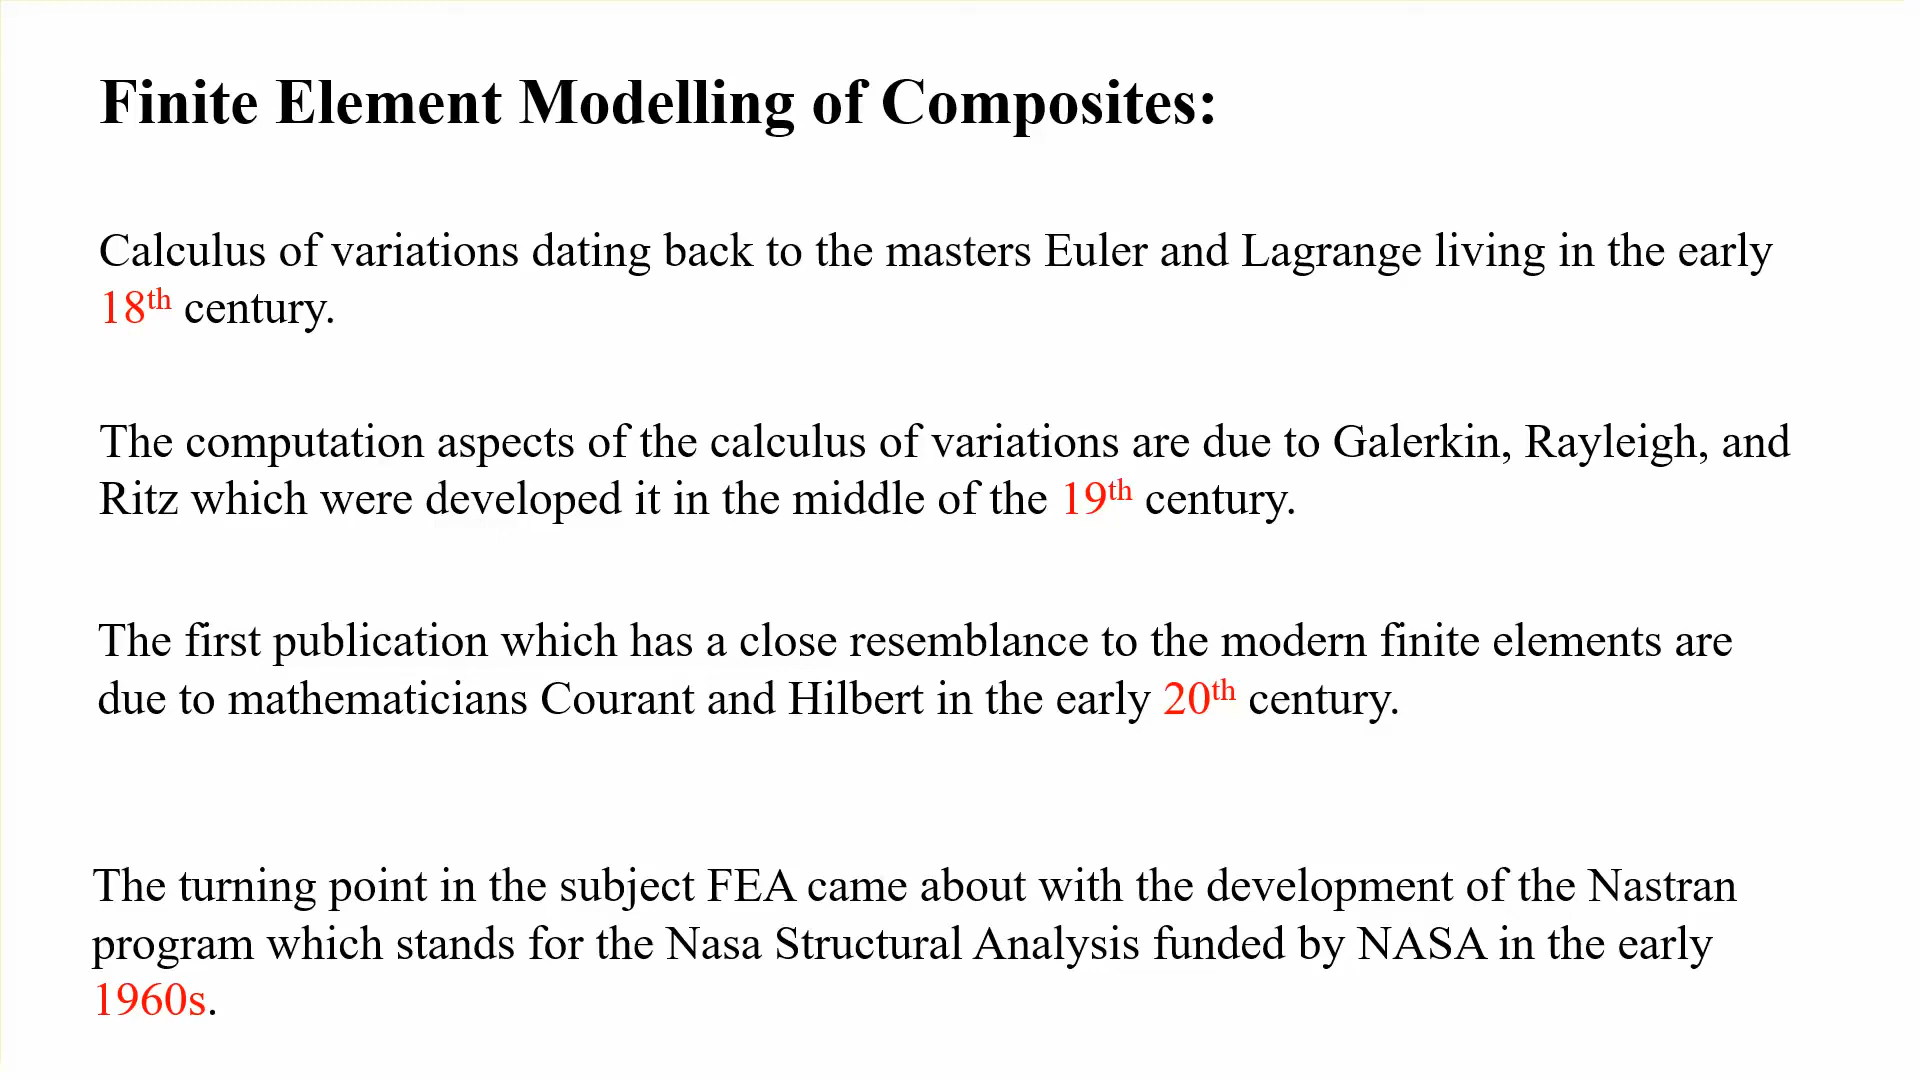 Finite Element Modelling of Composites:
Calculus of variations dating back to the masters Euler and Lagrange living in the early
18th century.
The computation aspects of the calculus of variations are due to Galerkin, Rayleigh, and
Ritz which were developed it in the middle of the 19th century.
The first publication which has a close resemblance to the modern finite elements are
due to mathematicians Courant and Hilbert in the early 20th century.
The turning point in the subject FEA came about with the development of the Nastran
program which stands for the Nasa Structural Analysis funded by NASA in the early
1960s.